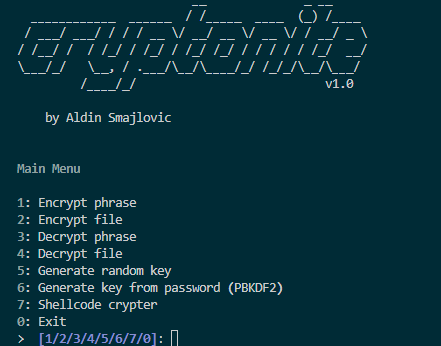 cryptonite
v1.0
by Aldin Smajlovic
Main Menu
1: Encrypt phrase
2: Encrypt file
3: Decrypt phrase
4: Decrypt file
5: Generate random key
6: Generate key from password (PBKDF2)
7: Shellcode crypter
0: Exit
> [1/2/3/4/5/6/7/0]: